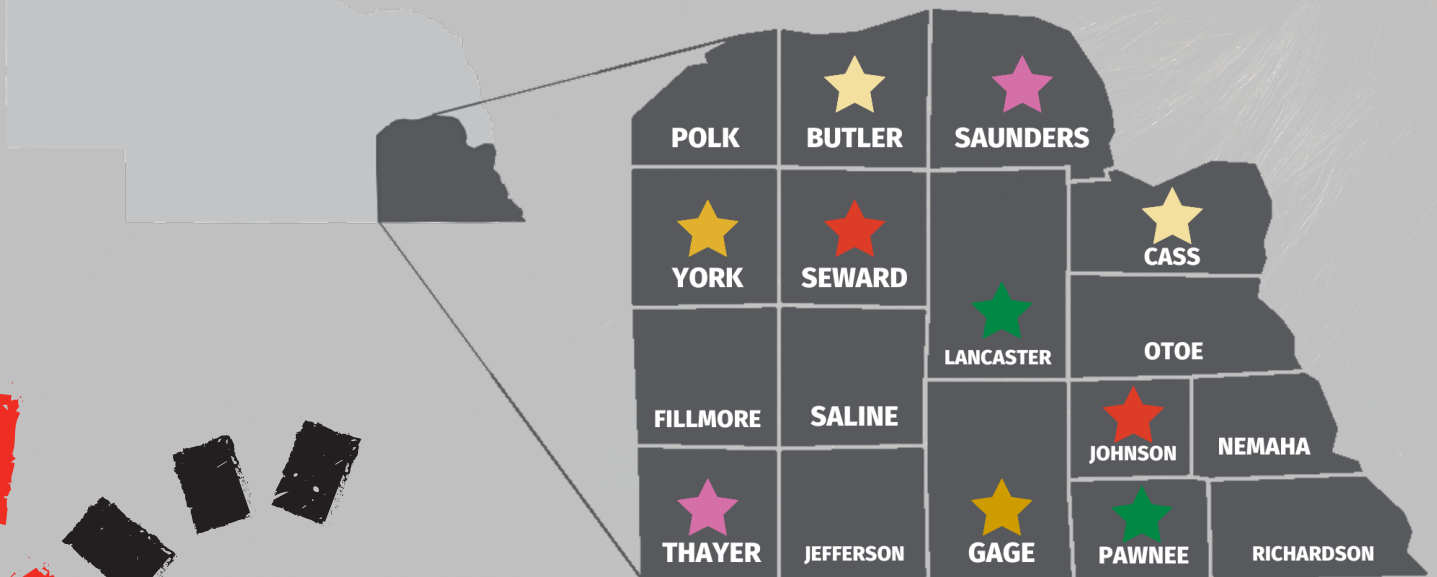 POLK
BUTLER
SAUNDERS
YORK
SEWARD
LANCASTER
CASS
OTOE
FILLMORE
SALINE
JOHNSON
NEMAHA
THAYER
JEFFERSON
GAGE
PAWNEE
RICHARDSON